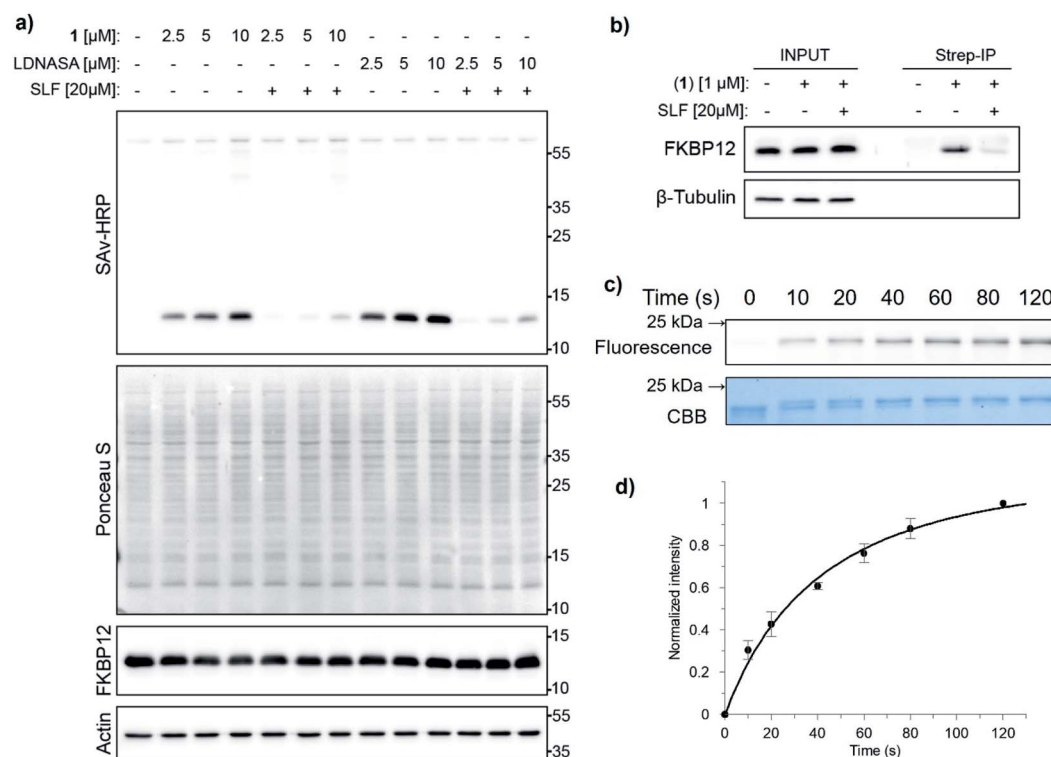 a)
1 [µM]: - 2.5 5 10 2.5 5 10 - - - - - -
LDNASA [µM]: - - - - - - - 2.5 5 10 2.5 5 10
SLF [20µM]: - - - - + + + - - - + + +
SAv-HRP
55
35
25
15
10
Ponceau S
55
35
25
15
10
FKBP12
15
10
Actin
55
35
b)
INPUT Strep-IP
(1) [1 µM]: - + + - + +
SLF [20µM]: - - + - - +
FKBP12
β-Tubulin
c)
Time (s) 0 10 20 40 60 80 120
25 kDa →
Fluorescence
25 kDa →
CBB
d)
Normalized intensity
1
0.8
0.6
0.4
0.2
0
0 20 40 60 80 100 120
Time (s)